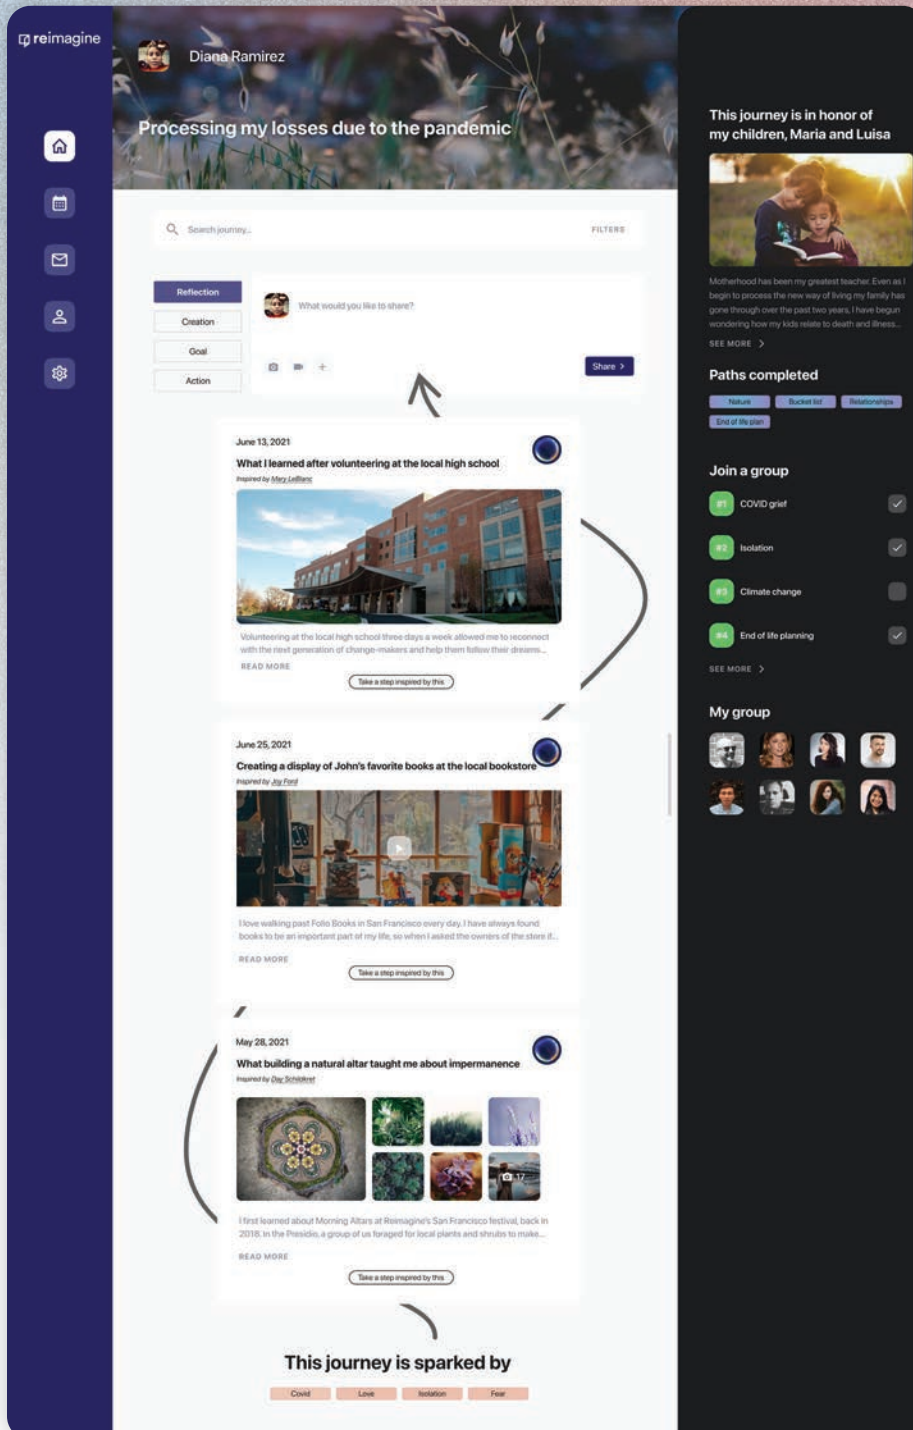 reimagine
Diana Ramirez
Processing my losses due to the pandemic
Search journey...
FILTERS
Reflection
Creation
Goal
Action
What would you like to share?
Share >
June 13, 2021
What I learned after volunteering at the local high school
Inspired by Mary LeBlanc
Volunteering at the local high school three days a week allowed me to reconnect
with the next generation of change-makers and help them follow their dreams...
READ MORE
Take a step inspired by this
June 25, 2021
Creating a display of John's favorite books at the local bookstore
Inspired by Joy Ford
I love walking past Folio Books in San Francisco every day. I have always found
books to be an important part of my life, so when I asked the owners of the store if...
READ MORE
Take a step inspired by this
May 28, 2021
What building a natural altar taught me about impermanence
Inspired by Day Schildkret
17
I first learned about Morning Altars at Reimagine's San Francisco festival, back in
2018. In the Presidio, a group of us foraged for local plants and shrubs to make...
READ MORE
Take a step inspired by this
This journey is sparked by
Covid
Love
Isolation
Fear
This journey is in honor of
my children, Maria and Luisa
Motherhood has been my greatest teacher. Even as I
begin to process the new way of living my family has
gone through over the past two years, I have begun
wondering how my kids relate to death and illness...
SEE MORE >
Paths completed
Nature
Bucket list
Relationships
End of life plan
Join a group
#1 COVID grief
#2 Isolation
#3 Climate change
#4 End of life planning
SEE MORE >
My group